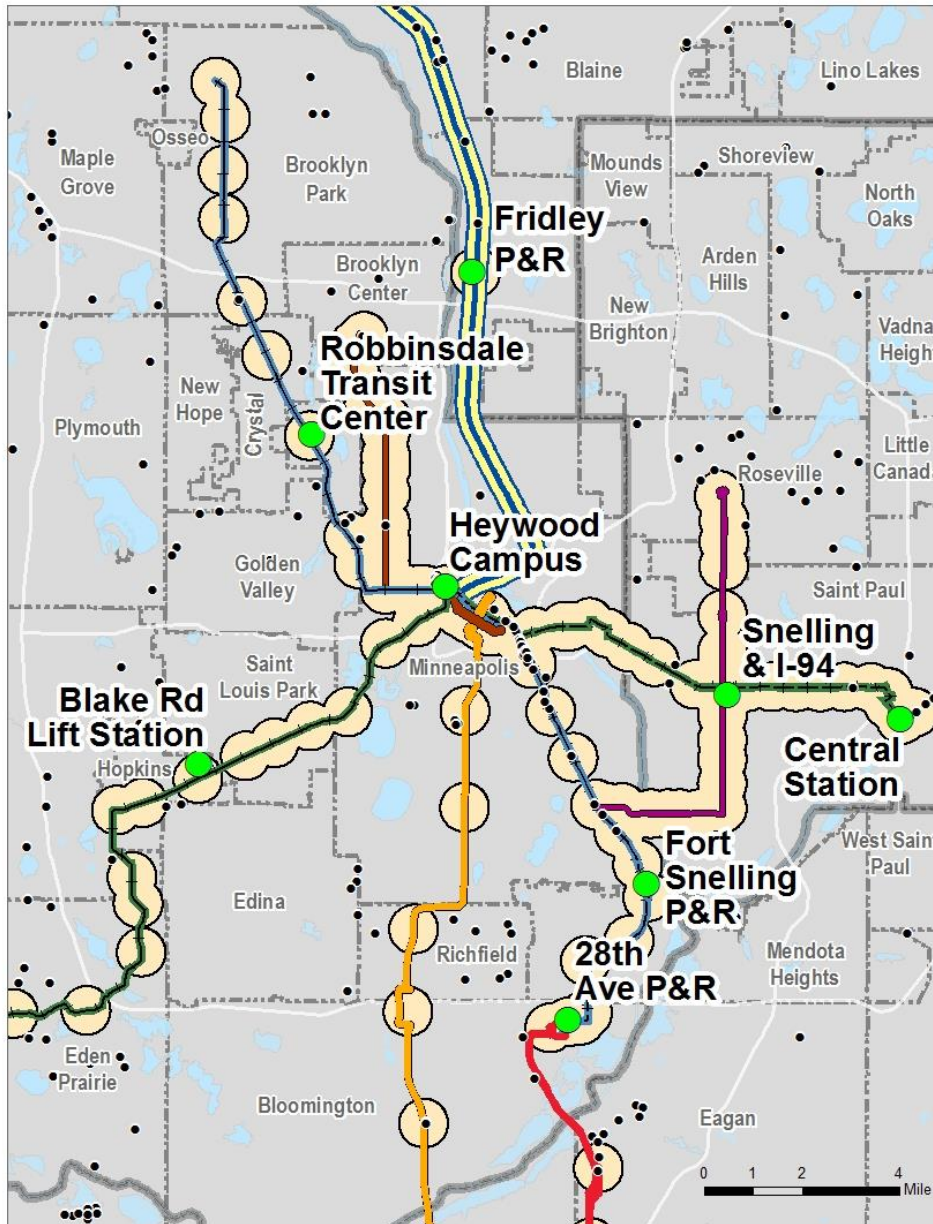 Blaine
Lino Lakes
Osseo
Maple
Grove
Brooklyn
Park
Mounds
View
Shoreview
North
Oaks
Fridley
P&R
Arden
Hills
Brooklyn
Center
New
Brighton
Vadna
Height
Robbinsdale
Transit
Center
New
Hope
Crystal
Plymouth
Roseville
Little
Canad
Heywood
Campus
Golden
Valley
Saint Paul
Snelling
& I-94
Saint
Louis Park
Minneapolis
Blake Rd
Lift Station
Hopkins
Central
Station
West Saint
Paul
Fort
Snelling
P&R
Edina
Richfield
28th
Ave P&R
Mendota
Heights
Eden
Prairie
Bloomington
Eagan
0 1 2 4
Mile